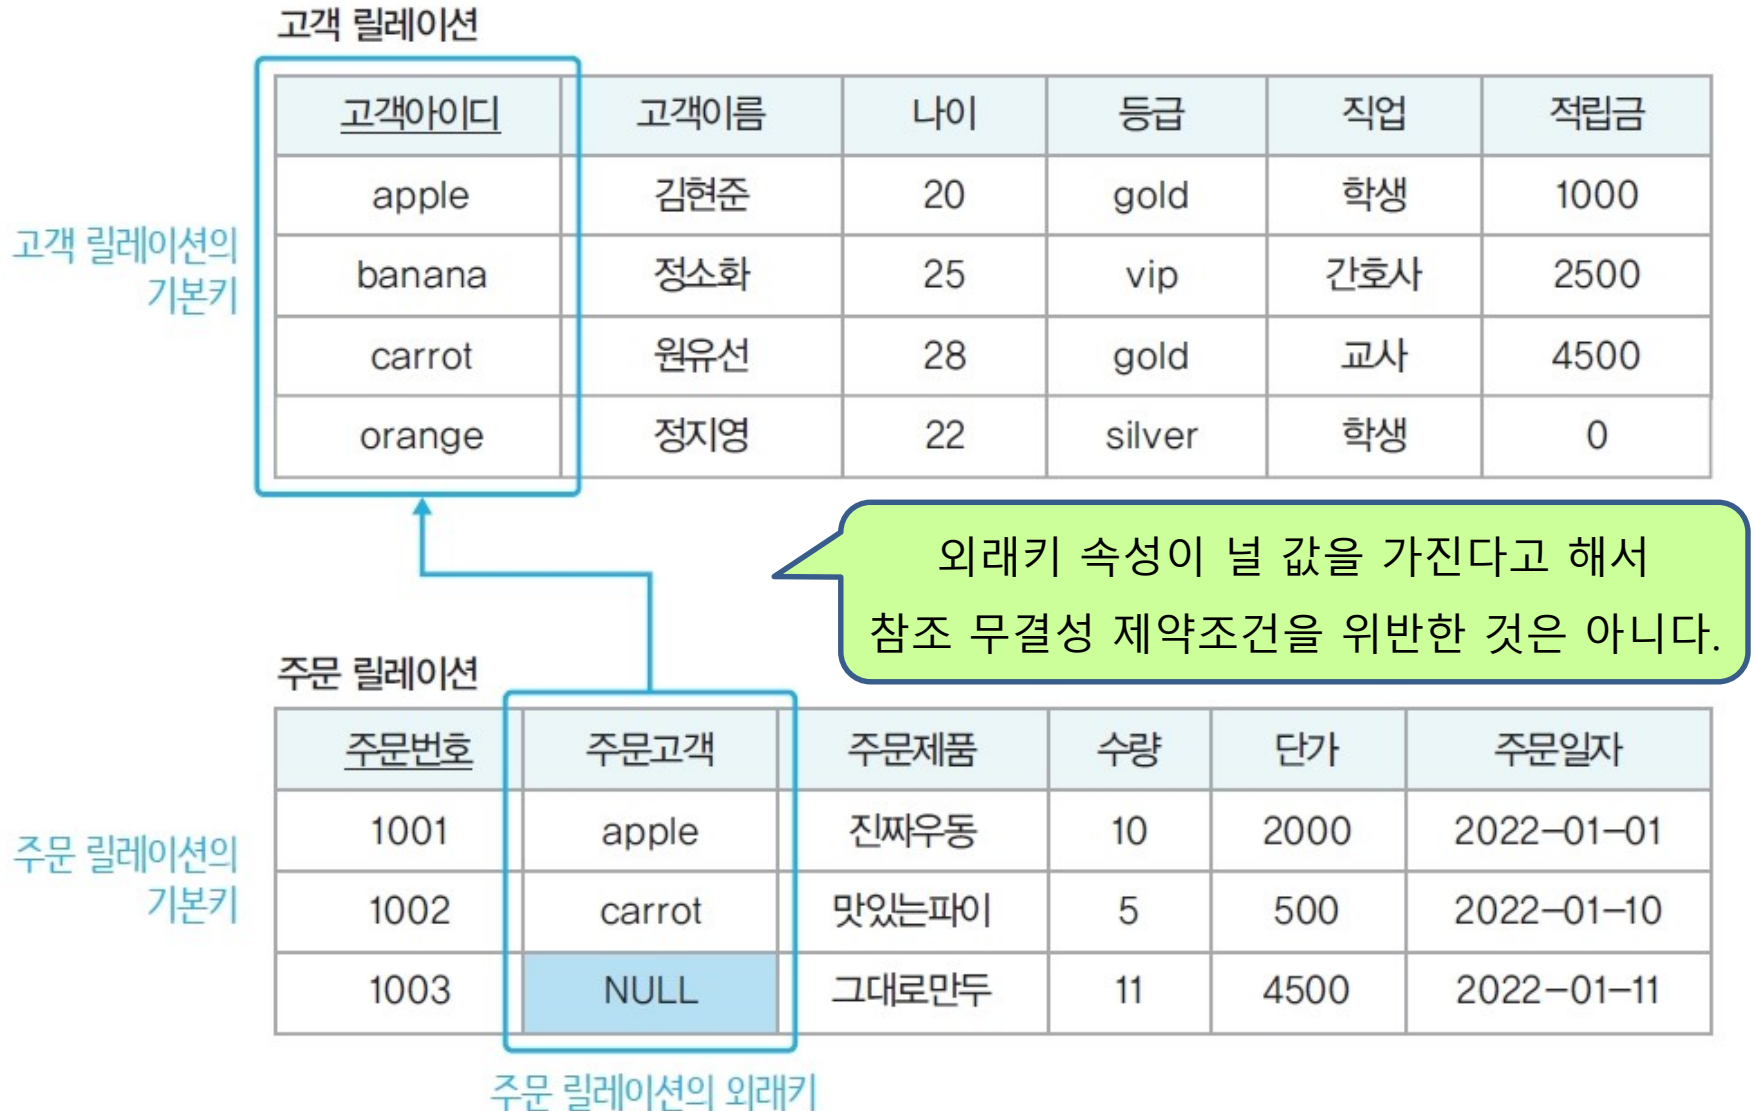 고객 릴레이션
고객아이디 고객이름 나이 등급 직업 적립금
apple 김현준 20 gold 학생 1000
banana 정소화 25 vip 간호사 2500
carrot 원유선 28 gold 교사 4500
orange 정지영 22 silver 학생 0
고객 릴레이션의
기본키
외래키 속성이 널 값을 가진다고 해서
참조 무결성 제약조건을 위반한 것은 아니다.
주문 릴레이션
주문번호 주문고객 주문제품 수량 단가 주문일자
1001 apple 진짜우동 10 2000 2022-01-01
1002 carrot 맛있는파이 5 500 2022-01-10
1003 NULL 그대로만두 11 4500 2022-01-11
주문 릴레이션의
기본키
주문 릴레이션의 외래키